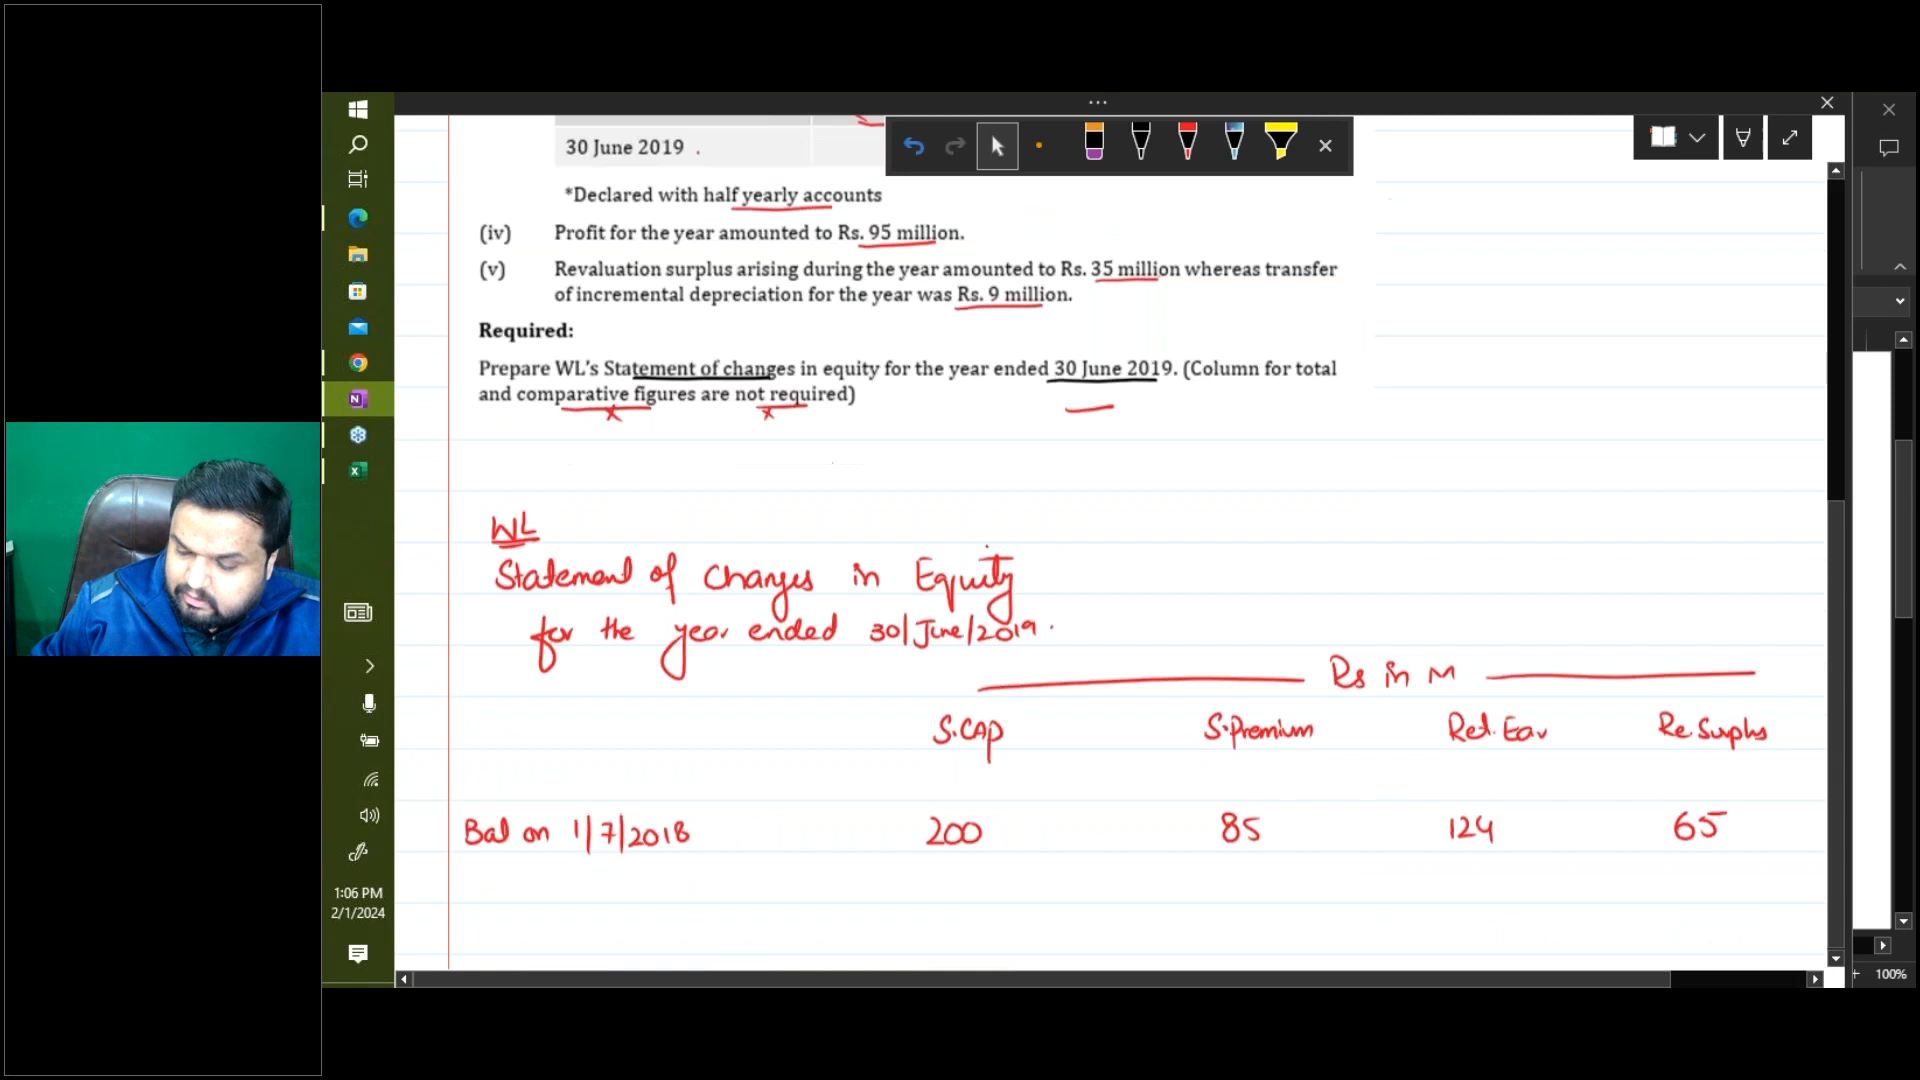 30 June 2019
*Declared with half yearly accounts
(iv) Profit for the year amounted to Rs. 95 million.
(v) Revaluation surplus arising during the year amounted to Rs. 35 million whereas transfer
of incremental depreciation for the year was Rs. 9 million.
Required:
Prepare WL's Statement of changes in equity for the year ended 30 June 2019. (Column for total
and comparative figures are not required)
WL
Statement of Changes in Equity
for the year ended 30/June/2019.
Rs in M
S.CAP S.Premium Ret. Ear Re.Surplus
Bal on 1/7/2018 200 85 124 65
1:06 PM
2/1/2024
100%